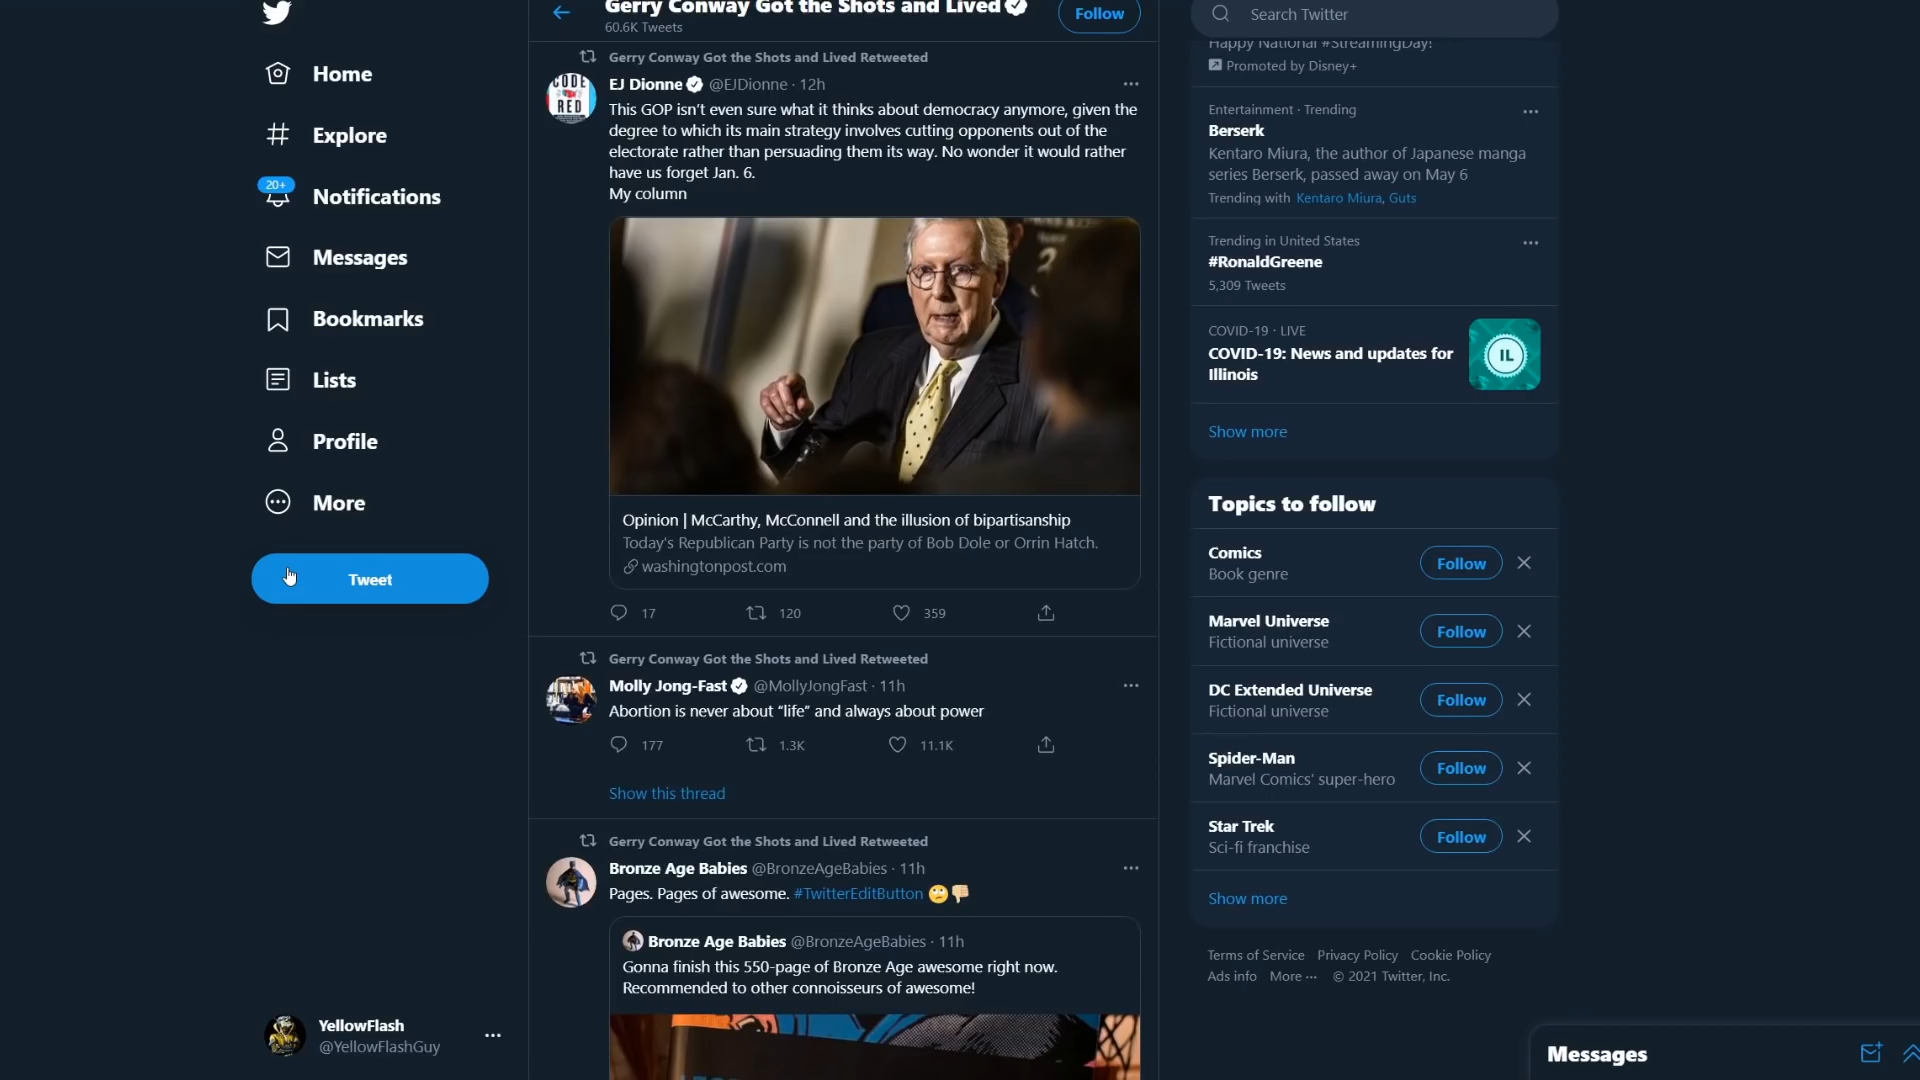 Home
Explore
20+
Notifications
Messages
Bookmarks
Lists
Profile
More
Tweet
YellowFlash
@YellowFlashGuy
Gerry Conway Got the Shots and Lived
60.6K Tweets
Follow
Gerry Conway Got the Shots and Lived Retweeted
CODE
RED
EJ Dionne @EJDionne · 12h
This GOP isn't even sure what it thinks about democracy anymore, given the
degree to which its main strategy involves cutting opponents out of the
electorate rather than persuading them its way. No wonder it would rather
have us forget Jan. 6.
My column
Opinion | McCarthy, McConnell and the illusion of bipartisanship
Today's Republican Party is not the party of Bob Dole or Orrin Hatch.
washingtonpost.com
17 120 359
Gerry Conway Got the Shots and Lived Retweeted
Molly Jong-Fast @MollyJongFast · 11h
Abortion is never about “life” and always about power
177 1.3K 11.1K
Show this thread
Gerry Conway Got the Shots and Lived Retweeted
Bronze Age Babies @BronzeAgeBabies · 11h
Pages. Pages of awesome. #TwitterEditButton 🙄👎🏻
Bronze Age Babies @BronzeAgeBabies · 11h
Gonna finish this 550-page of Bronze Age awesome right now.
Recommended to other connoisseurs of awesome!
Search Twitter
Happy National #StreamingDay!
Promoted by Disney+
Entertainment · Trending
Berserk
Kentaro Miura, the author of Japanese manga
series Berserk, passed away on May 6
Trending with Kentaro Miura, Guts
Trending in United States
#RonaldGreene
5,309 Tweets
COVID-19 · LIVE
COVID-19: News and updates for
Illinois
IL
Show more
Topics to follow
Comics
Book genre
Follow
Marvel Universe
Fictional universe
Follow
DC Extended Universe
Fictional universe
Follow
Spider-Man
Marvel Comics' super-hero
Follow
Star Trek
Sci-fi franchise
Follow
Show more
Terms of Service Privacy Policy Cookie Policy
Ads info More ··· © 2021 Twitter, Inc.
Messages